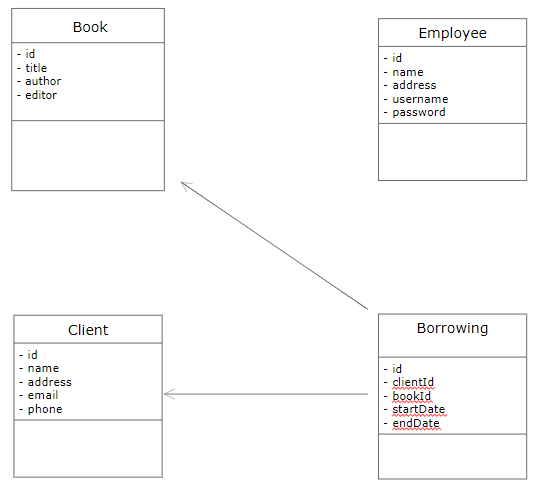 Book
- id
- title
- author
- editor
Employee
- id
- name
- address
- username
- password
Client
- id
- name
- address
- email
- phone
Borrowing
- id
- clientId
- bookId
- startDate
- endDate